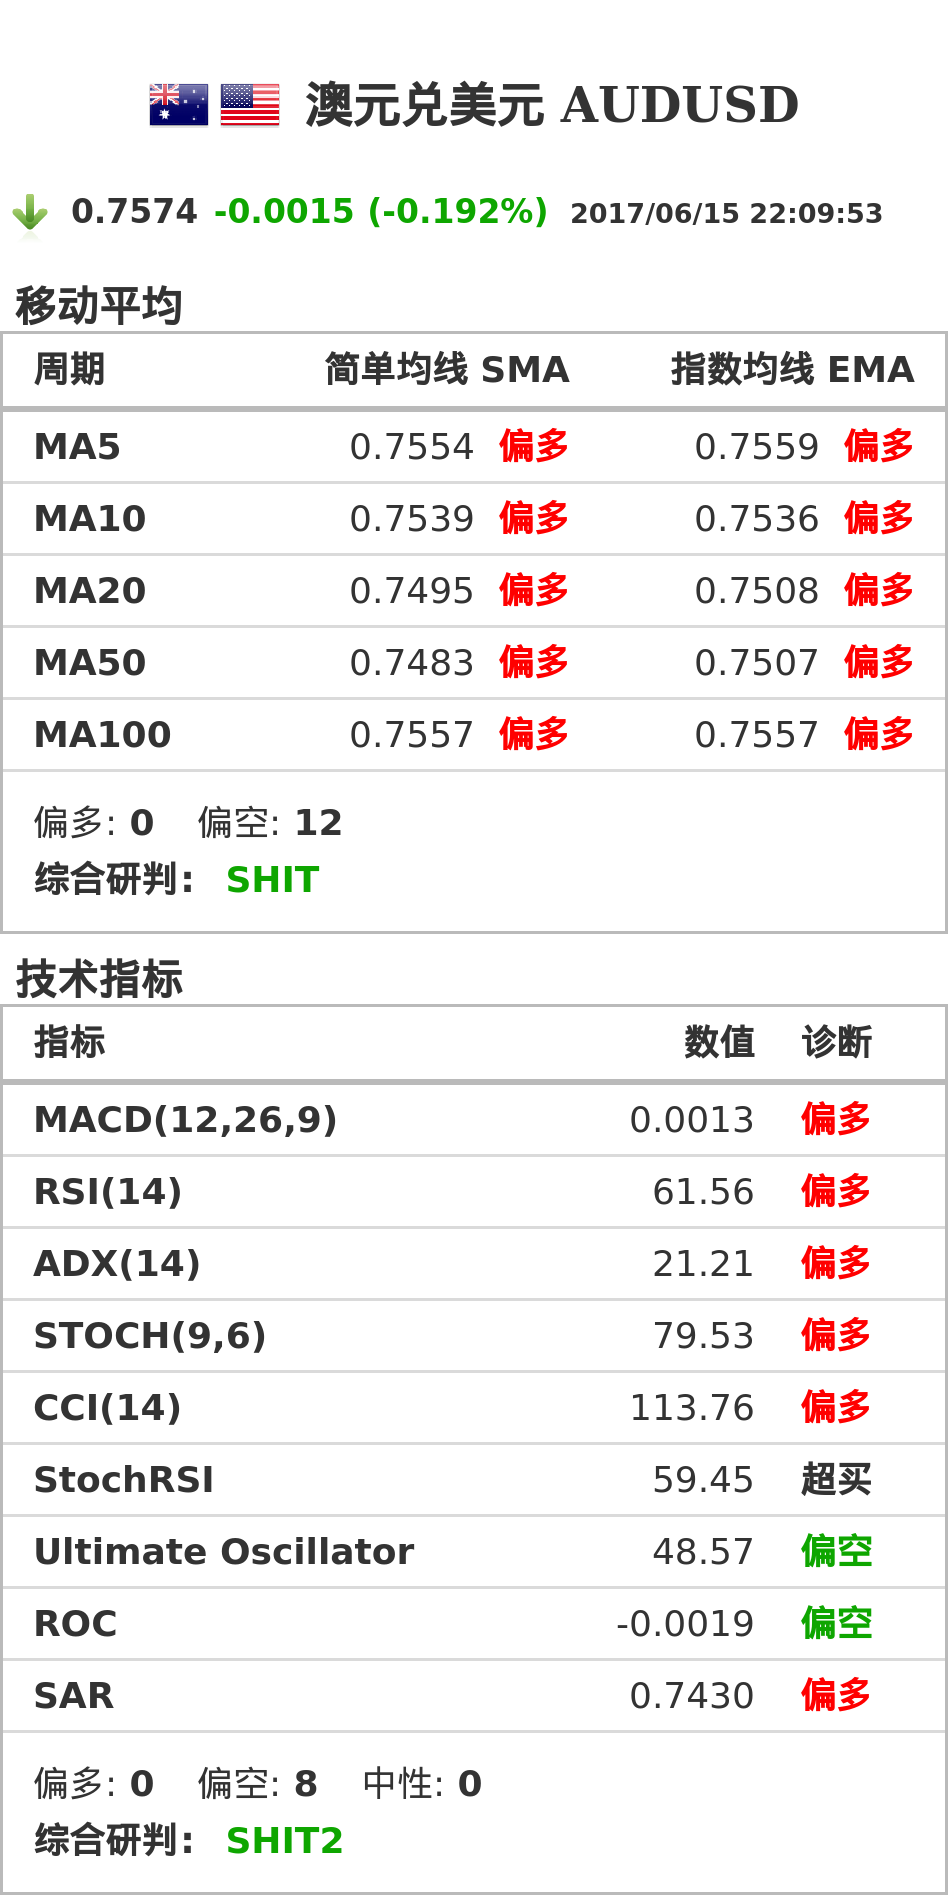 澳元兑美元 AUDUSD
0.7574 -0.0015 (-0.192%) 2017/06/15 22:09:53
移动平均
周期 简单均线 SMA 指数均线 EMA
MA5 0.7554 偏多 0.7559 偏多
MA10 0.7539 偏多 0.7536 偏多
MA20 0.7495 偏多 0.7508 偏多
MA50 0.7483 偏多 0.7507 偏多
MA100 0.7557 偏多 0.7557 偏多
偏多: 0 偏空: 12
综合研判: SHIT
技术指标
指标 数值 诊断
MACD(12,26,9) 0.0013 偏多
RSI(14) 61.56 偏多
ADX(14) 21.21 偏多
STOCH(9,6) 79.53 偏多
CCI(14) 113.76 偏多
StochRSI 59.45 超买
Ultimate Oscillator 48.57 偏空
ROC -0.0019 偏空
SAR 0.7430 偏多
偏多: 0 偏空: 8 中性: 0
综合研判: SHIT2